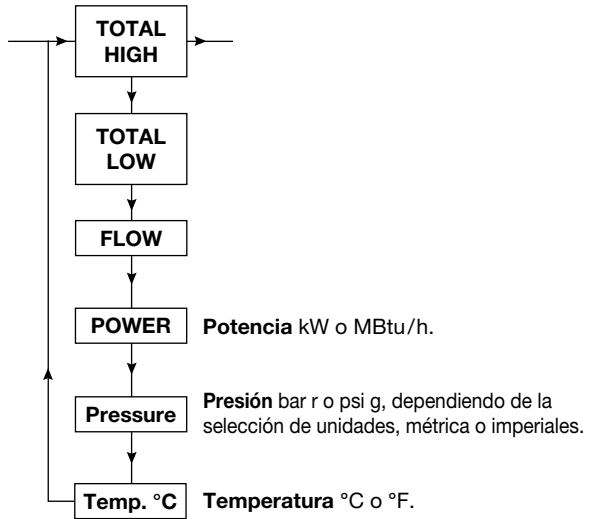 TOTAL
HIGH
TOTAL
LOW
FLOW
POWER Potencia kW o MBtu/h.
Pressure Presión bar r o psi g, dependiendo de la
selección de unidades, métrica o imperiales.
Temp. °C Temperatura °C o °F.